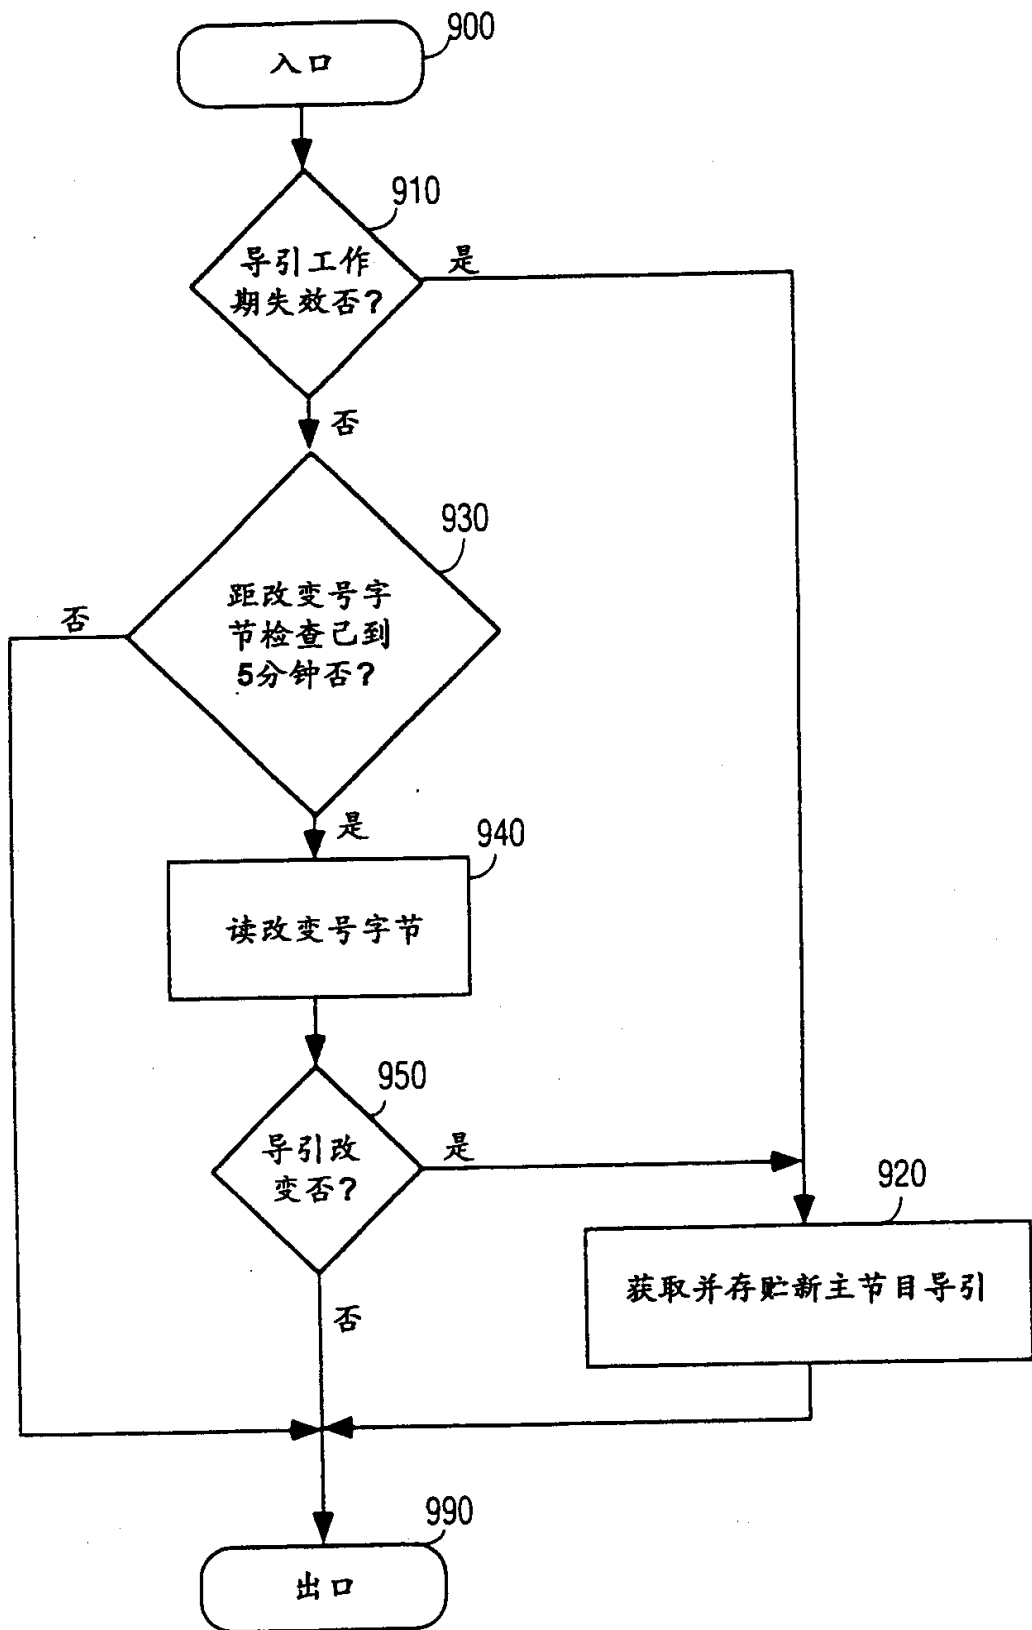 900
入口
910
导引工作
期失效否?
是
否
930
距改变号字
节检查已到
5分钟否?
否
是
940
读改变号字节
950
导引改
变否?
是
920
获取并存贮新主节目导引
否
990
出口